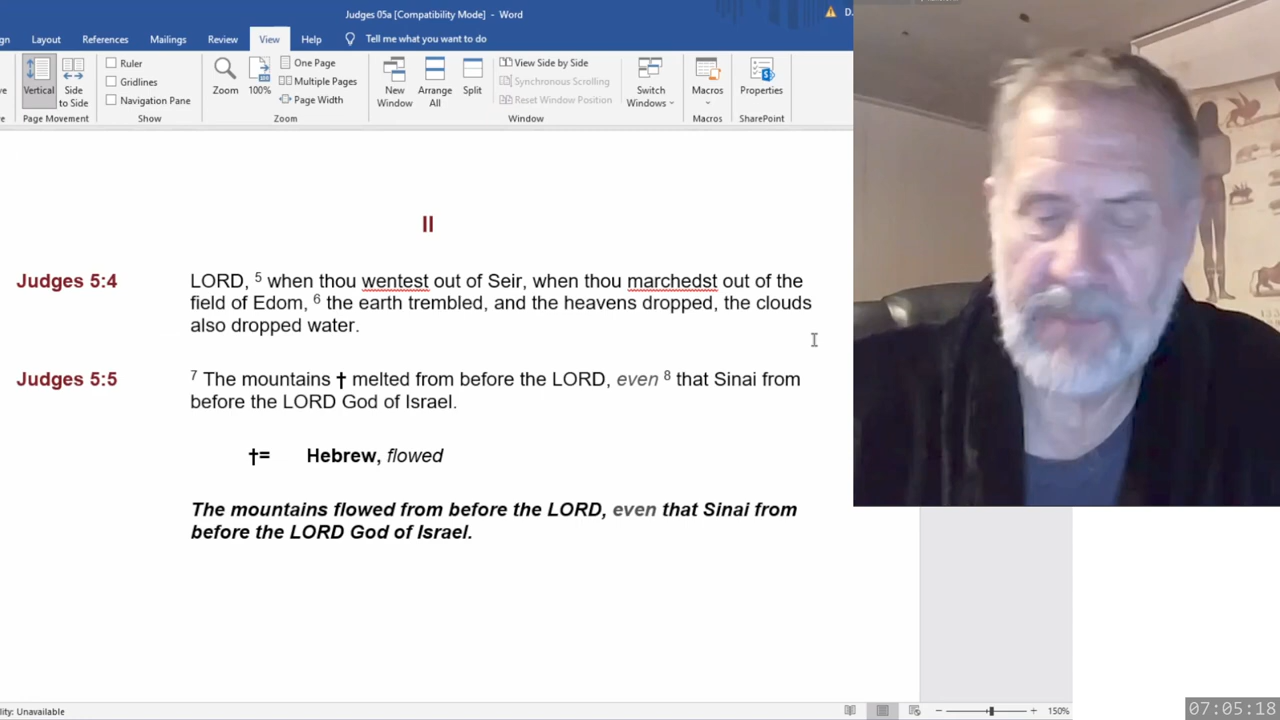 Judges 05a [Compatibility Mode] - Word
D.
gn Layout References Mailings Review View Help Tell me what you want to do
Vertical
Side to Side
Page Movement
Ruler
Gridlines
Navigation Pane
Show
Zoom
100%
One Page
Multiple Pages
Page Width
Zoom
New Window
Arrange All
Split
View Side by Side
Synchronous Scrolling
Reset Window Position
Window
Switch Windows
Macros
Macros
Properties
SharePoint
II
Judges 5:4 LORD, 5 when thou wentest out of Seir, when thou marchedst out of the
field of Edom, 6 the earth trembled, and the heavens dropped, the clouds
also dropped water.
Judges 5:5 7 The mountains † melted from before the LORD, even 8 that Sinai from
before the LORD God of Israel.
†= Hebrew, flowed
The mountains flowed from before the LORD, even that Sinai from
before the LORD God of Israel.
lity: Unavailable
150%
07:05:18